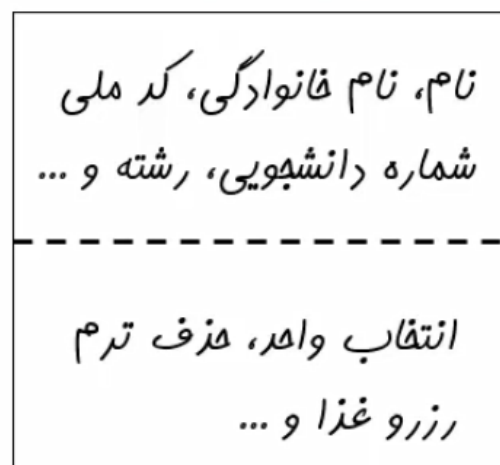 نام، نام خانوادگی، کد ملی
شماره دانشجویی، رشته و ...
انتخاب واحد، حذف ترم
رزرو غذا و ...